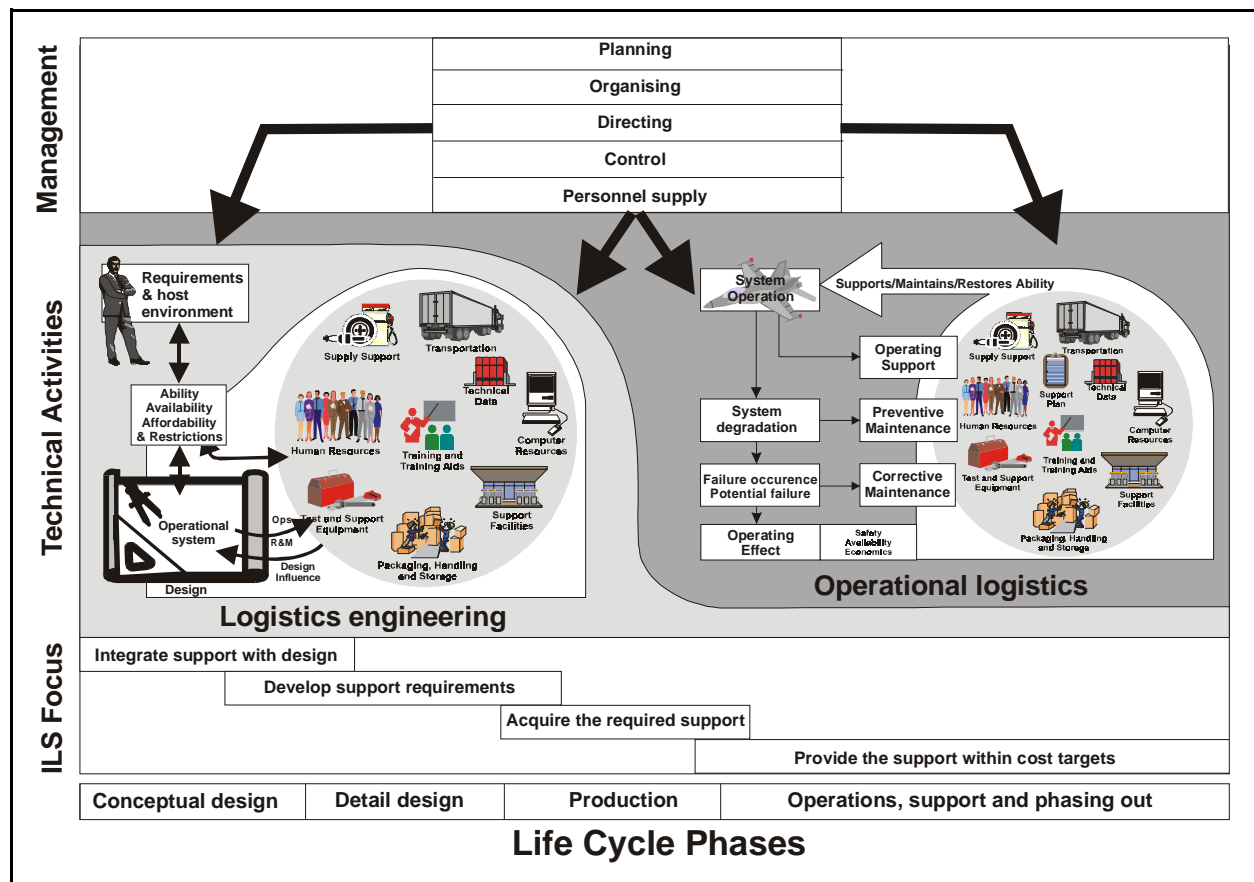 Management
Planning
Organising
Directing
Control
Personnel supply
Technical Activities
Requirements
& host
environment
Ability
Availability
Affordability
& Restrictions
Operational
system
Design
Ops
R&M
Design
Influence
Supply Support
Transportation
Technical
Data
Computer
Resources
Human Resources
Training and
Training Aids
Test and Support
Equipment
Support
Facilities
Packaging, Handling
and Storage
Logistics engineering
System
Operation
Supports/Maintains/Restores Ability
Operating
Support
System
degradation
Preventive
Maintenance
Failure occurence
Potential failure
Corrective
Maintenance
Operating
Effect
Safety
Availability
Economics
Supply Support
Transportation
Support
Plan
Technical
Data
Computer
Resources
Human Resources
Training and
Training Aids
Test and Support
Equipment
Support
Facilities
Packaging, Handling
and Storage
Operational logistics
ILS Focus
Integrate support with design
Develop support requirements
Acquire the required support
Provide the support within cost targets
Conceptual design
Detail design
Production
Operations, support and phasing out
Life Cycle Phases